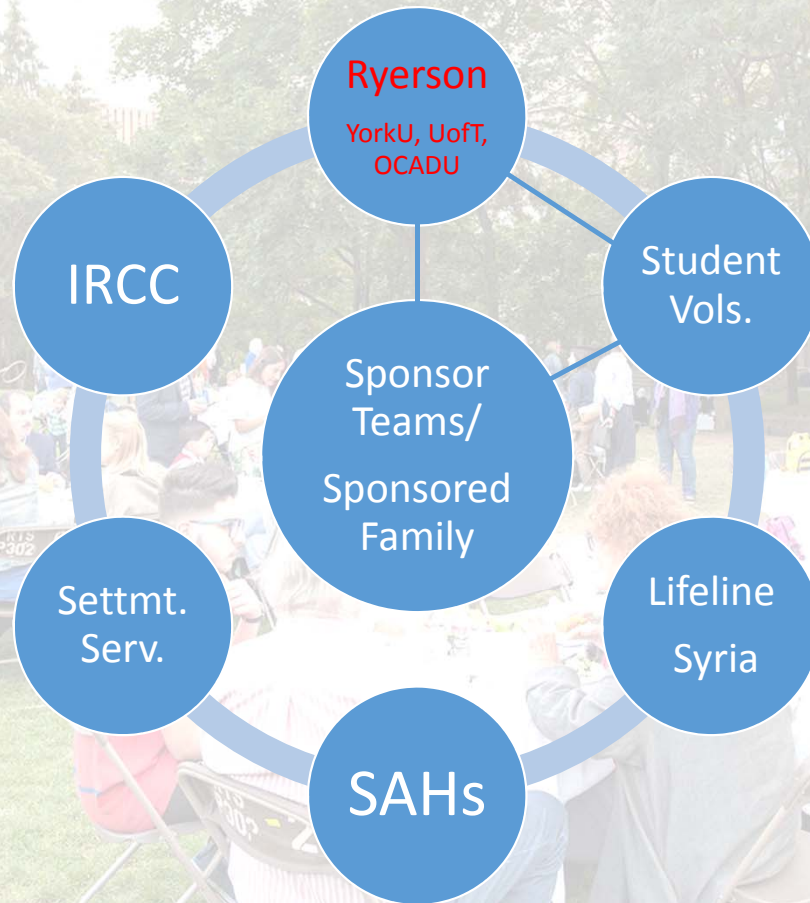 Ryerson
YorkU, UofT,
OCADU
IRCC
Student
Vols.
Sponsor
Teams/
Sponsored
Family
Settmt.
Serv.
Lifeline
Syria
SAHs